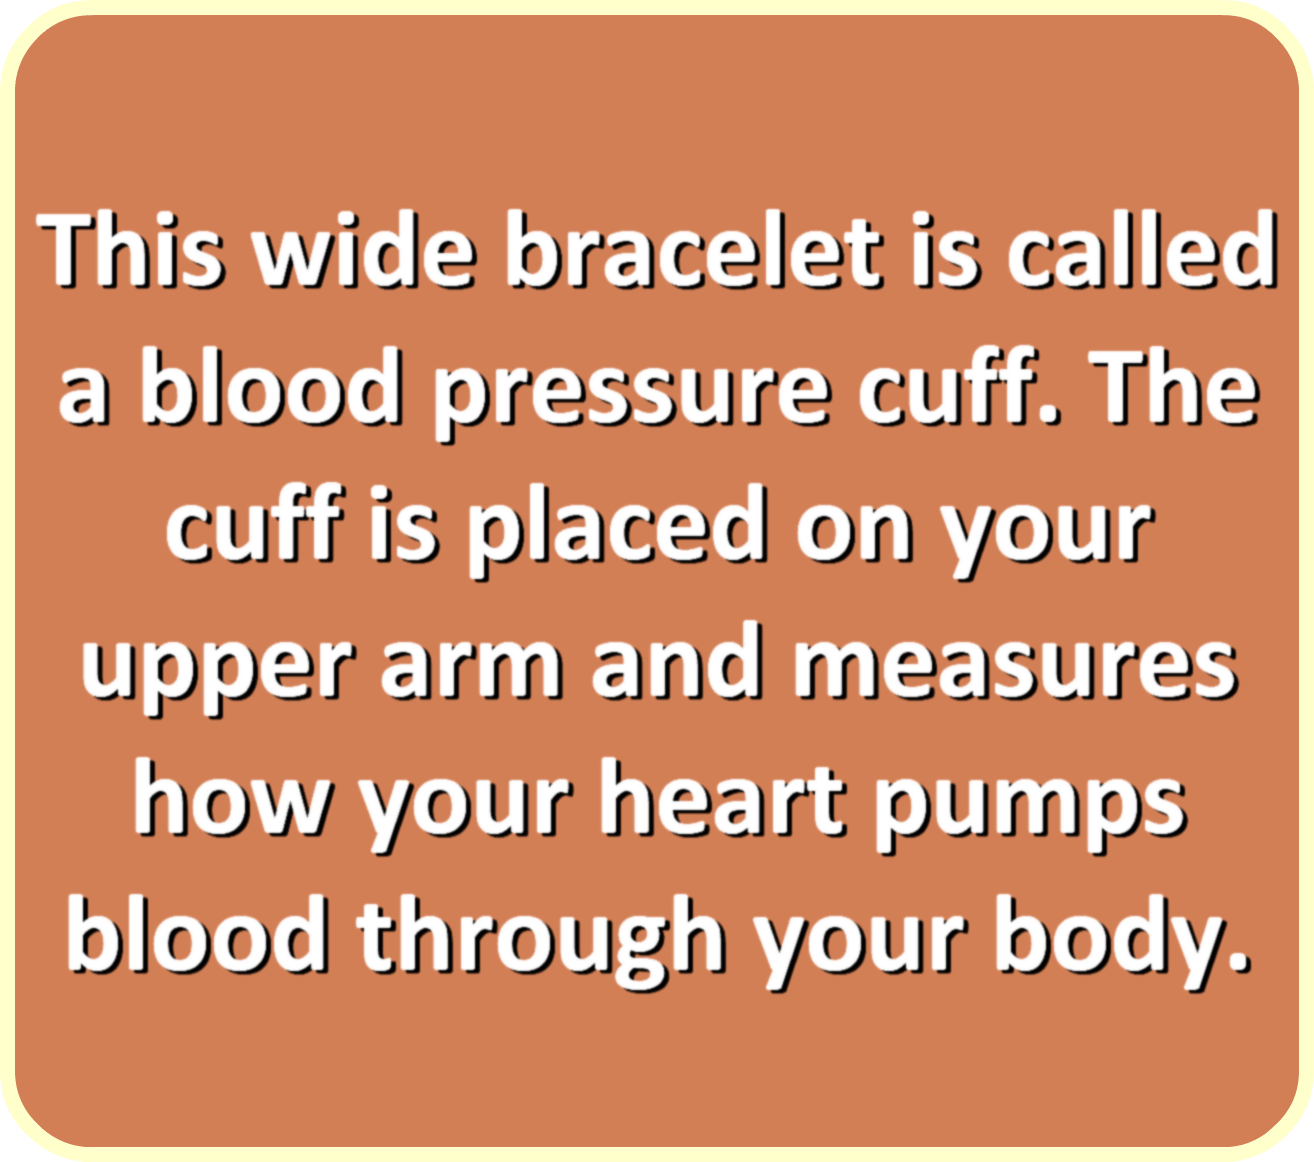 This wide bracelet is called
a blood pressure cuff. The
cuff is placed on your
upper arm and measures
how your heart pumps
blood through your body.